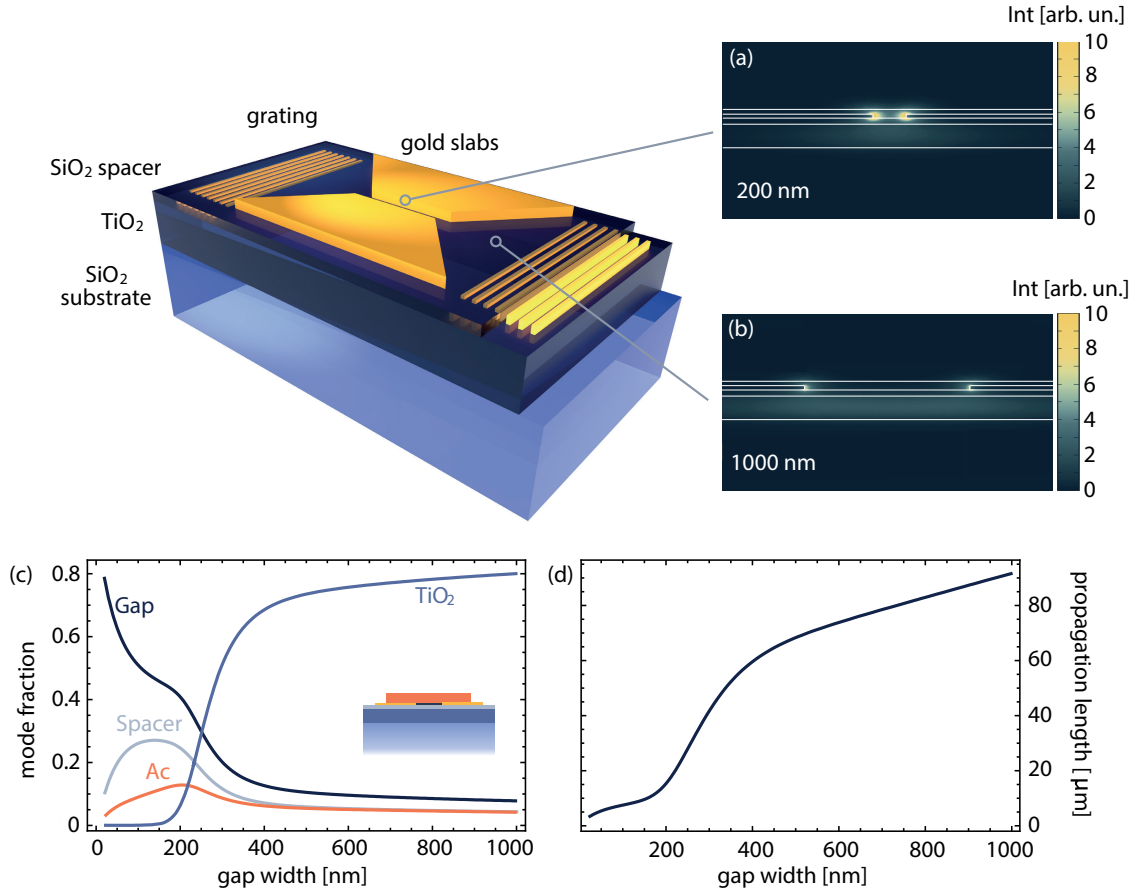 grating
gold slabs
SiO₂ spacer
TiO₂
SiO₂
substrate
Int [arb. un.]
(a)
200 nm
10
8
6
4
2
0
Int [arb. un.]
(b)
1000 nm
10
8
6
4
2
0
(c)
mode fraction
0.8
0.6
0.4
0.2
0
Gap
TiO₂
Spacer
Ac
0 200 400 600 800 1000
gap width [nm]
(d)
80
60
40
20
0
propagation length [ μm]
200 400 600 800 1000
gap width [nm]